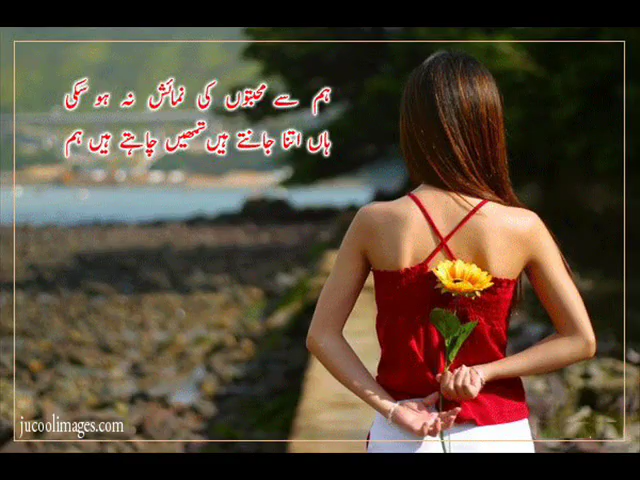 ہم سے محبتوں کی نمائش نہ ہو سکی
ہاں اتنا جانتے ہیں تمھیں چاہتے ہیں ہم
jucoolimages.com